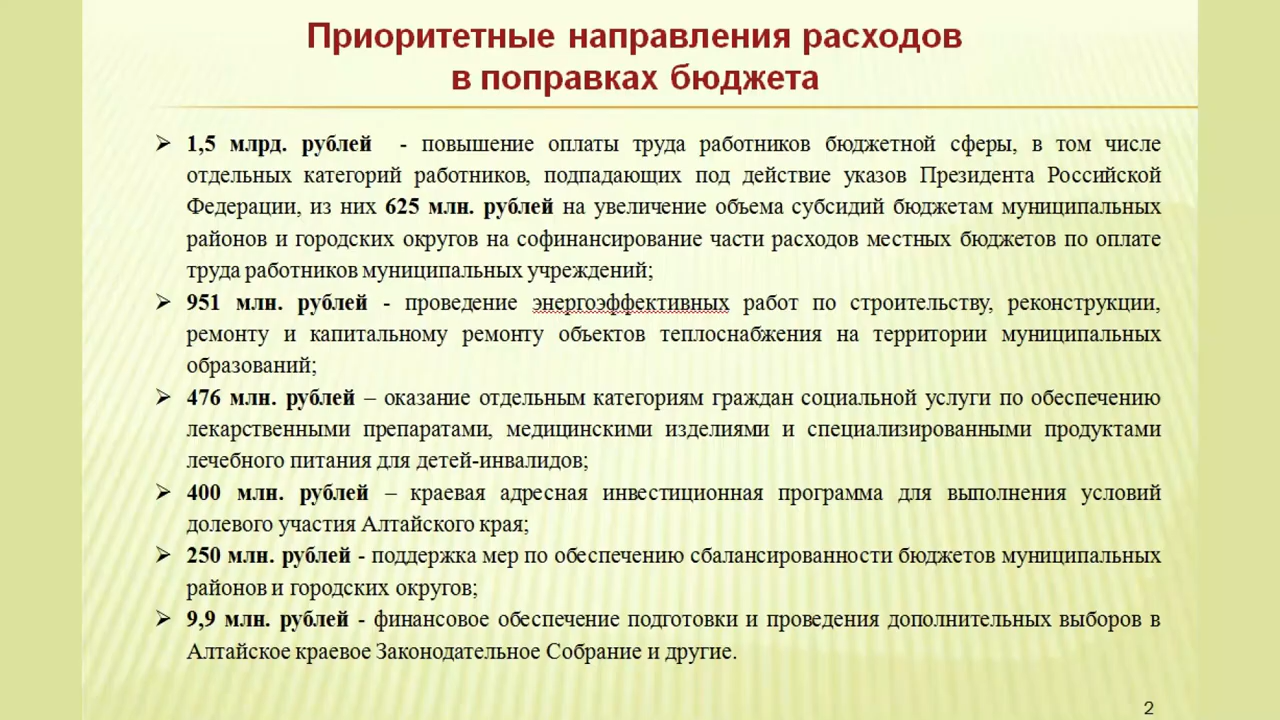 Приоритетные направления расходов
в поправках бюджета
➢ 1,5 млрд. рублей - повышение оплаты труда работников бюджетной сферы, в том числе
отдельных категорий работников, подпадающих под действие указов Президента Российской
Федерации, из них 625 млн. рублей на увеличение объема субсидий бюджетам муниципальных
районов и городских округов на софинансирование части расходов местных бюджетов по оплате
труда работников муниципальных учреждений;
➢ 951 млн. рублей - проведение энергоэффективных работ по строительству, реконструкции,
ремонту и капитальному ремонту объектов теплоснабжения на территории муниципальных
образований;
➢ 476 млн. рублей – оказание отдельным категориям граждан социальной услуги по обеспечению
лекарственными препаратами, медицинскими изделиями и специализированными продуктами
лечебного питания для детей-инвалидов;
➢ 400 млн. рублей – краевая адресная инвестиционная программа для выполнения условий
долевого участия Алтайского края;
➢ 250 млн. рублей - поддержка мер по обеспечению сбалансированности бюджетов муниципальных
районов и городских округов;
➢ 9,9 млн. рублей - финансовое обеспечение подготовки и проведения дополнительных выборов в
Алтайское краевое Законодательное Собрание и другие.
2